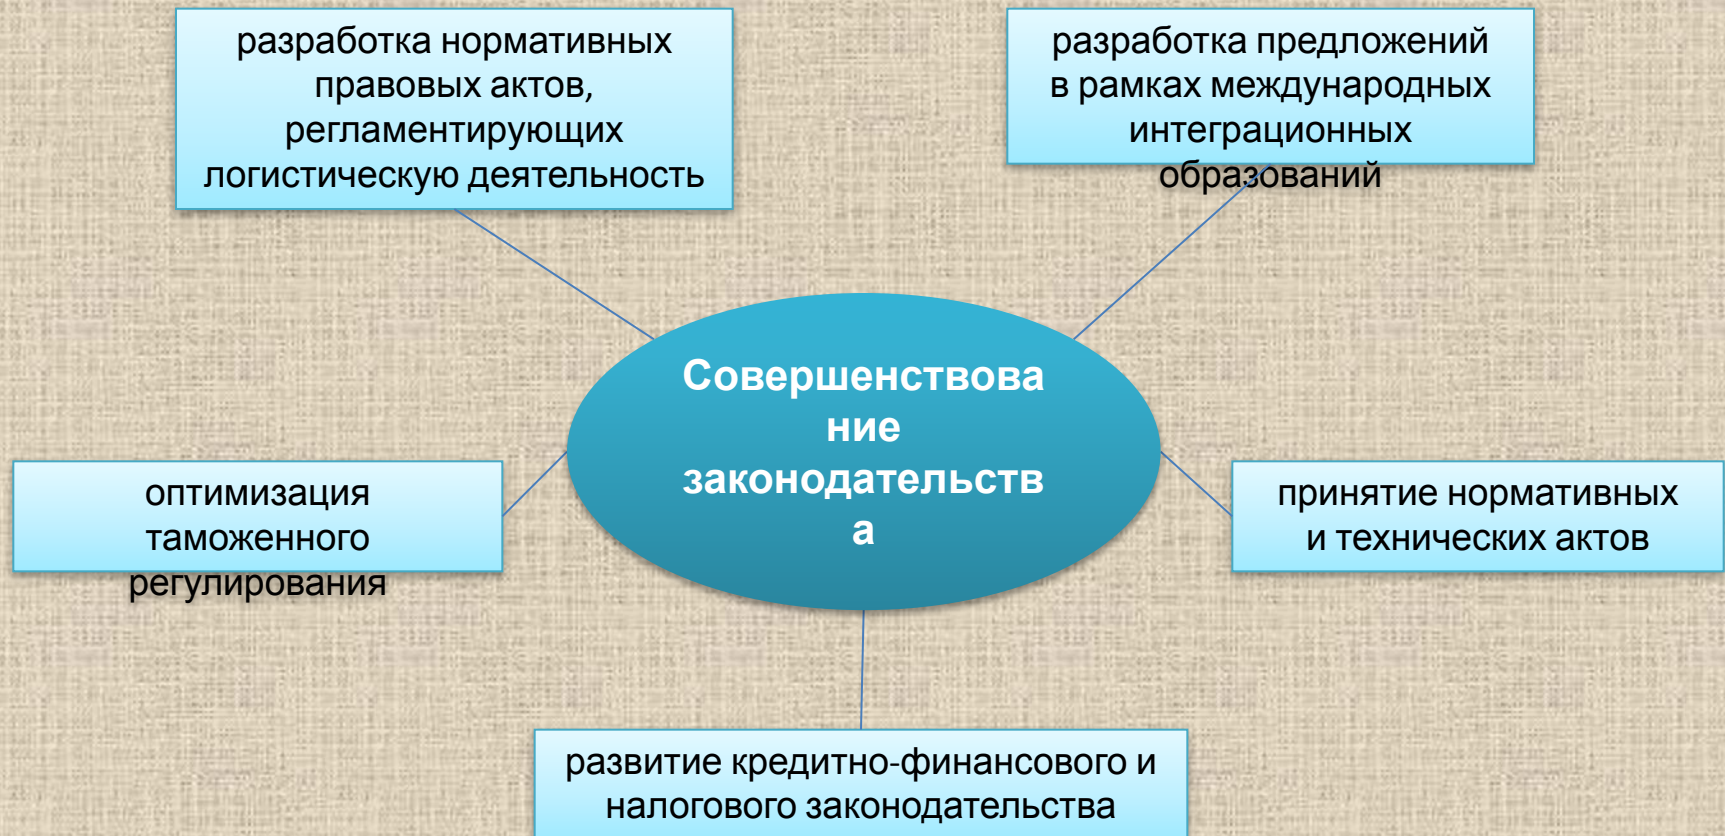 разработка нормативных
правовых актов,
регламентирующих
логистическую деятельность
разработка предложений
в рамках международных
интеграционных
образований
Совершенствова
ние
законодательств
а
оптимизация
таможенного
регулирования
принятие нормативных
и технических актов
развитие кредитно-финансового и
налогового законодательства